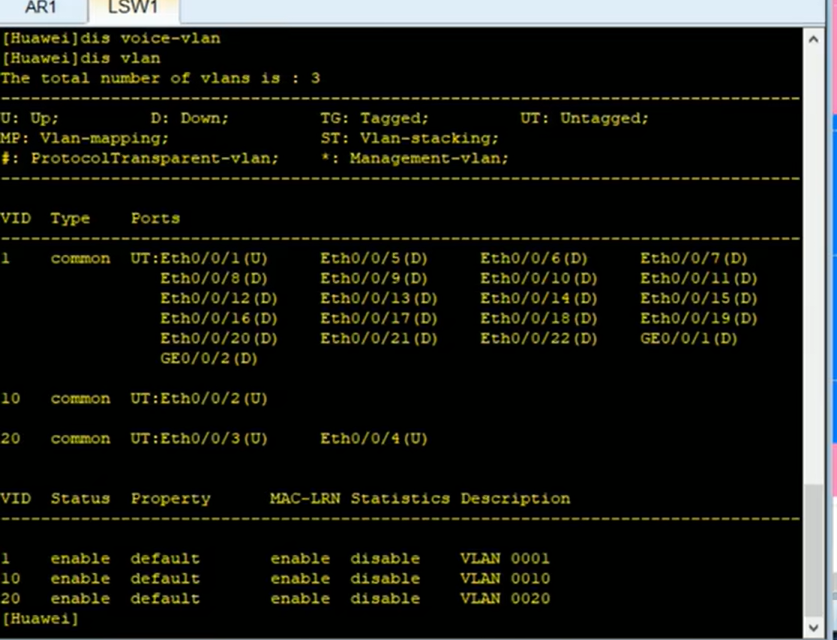 AR1 LSW1
[Huawei]dis voice-vlan
[Huawei]dis vlan
The total number of vlans is : 3
--------------------------------------------------------------------------------
U: Up;         D: Down;         TG: Tagged;         UT: Untagged;
MP: Vlan-mapping;               ST: Vlan-stacking;
#: ProtocolTransparent-vlan;    *: Management-vlan;
--------------------------------------------------------------------------------
VID  Type    Ports
--------------------------------------------------------------------------------
1    common  UT:Eth0/0/1(U)     Eth0/0/5(D)     Eth0/0/6(D)     Eth0/0/7(D)
Eth0/0/8(D)     Eth0/0/9(D)     Eth0/0/10(D)    Eth0/0/11(D)
Eth0/0/12(D)    Eth0/0/13(D)    Eth0/0/14(D)    Eth0/0/15(D)
Eth0/0/16(D)    Eth0/0/17(D)    Eth0/0/18(D)    Eth0/0/19(D)
Eth0/0/20(D)    Eth0/0/21(D)    Eth0/0/22(D)    GE0/0/1(D)
GE0/0/2(D)
10   common  UT:Eth0/0/2(U)
20   common  UT:Eth0/0/3(U)     Eth0/0/4(U)
VID  Status  Property      MAC-LRN Statistics Description
--------------------------------------------------------------------------------
1    enable  default       enable  disable    VLAN 0001
10   enable  default       enable  disable    VLAN 0010
20   enable  default       enable  disable    VLAN 0020
[Huawei]